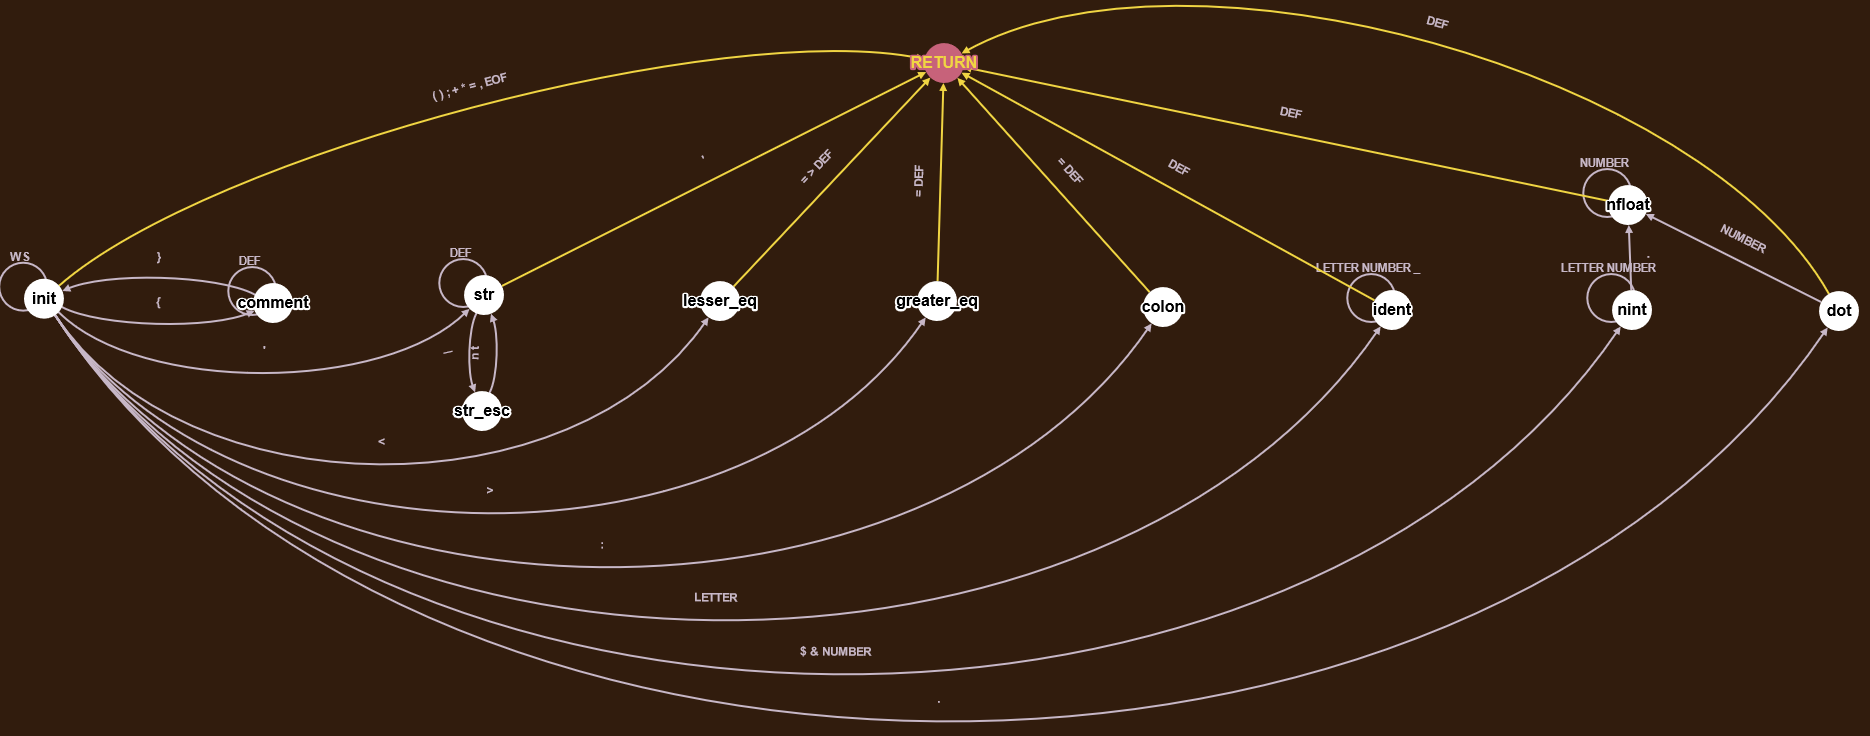 DEF
RETURN
( ) ; + * = , EOF
DEF
'
= > DEF
= DEF
= DEF
DEF
NUMBER
nfloat
NUMBER
WS
}
DEF
DEF
LETTER NUMBER _
LETTER NUMBER
.
init
{
comment
str
lesser_eq
greater_eq
colon
ident
nint
dot
'
\
n t
str_esc
<
>
:
LETTER
$ & NUMBER
.